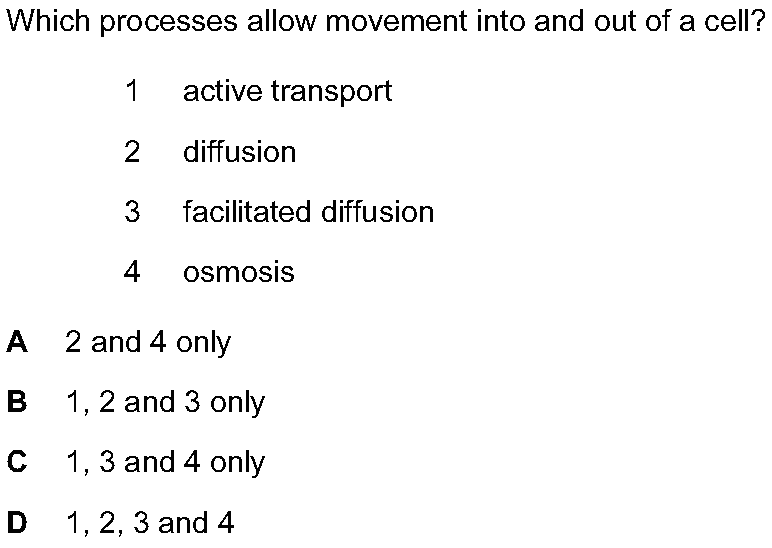 Which processes allow movement into and out of a cell?
1 active transport
2 diffusion
3 facilitated diffusion
4 osmosis
A 2 and 4 only
B 1, 2 and 3 only
C 1, 3 and 4 only
D 1, 2, 3 and 4